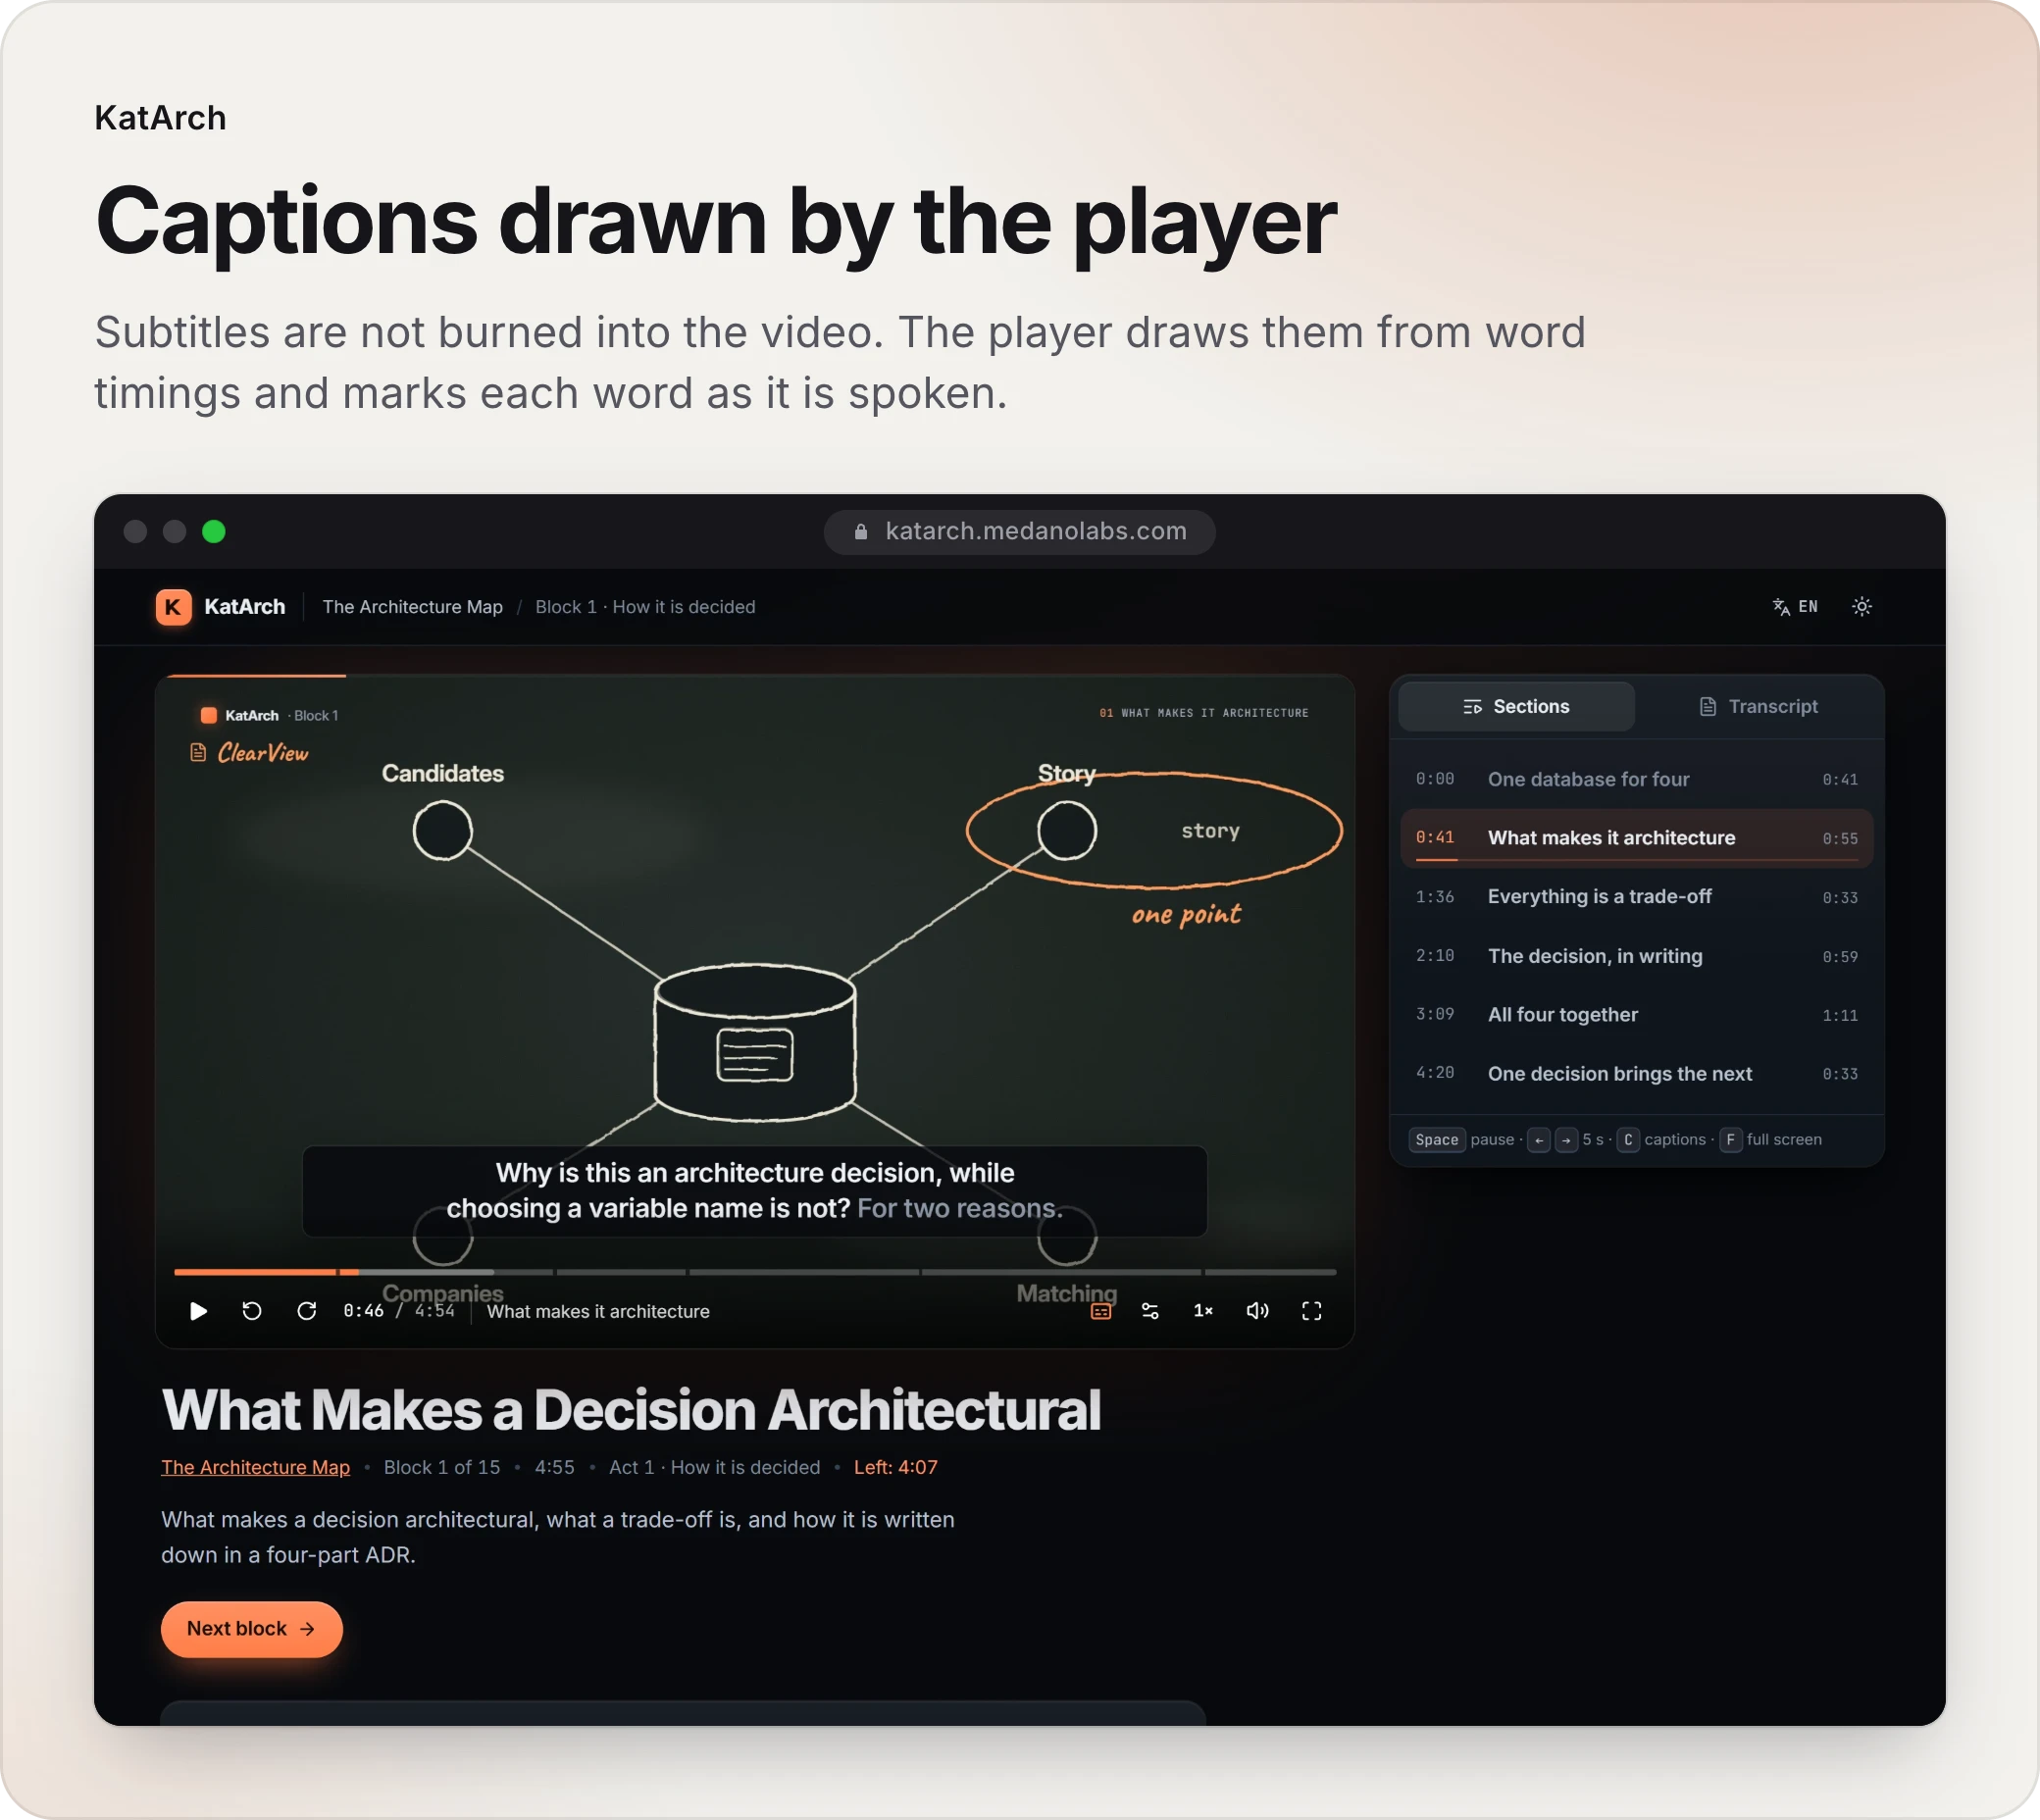 KatArch
Captions drawn by the player
Subtitles are not burned into the video. The player draws them from word
timings and marks each word as it is spoken.
katarch.medanolabs.com
K KatArch The Architecture Map / Block 1 · How it is decided EN
KatArch · Block 1
01 WHAT MAKES IT ARCHITECTURE
ClearView
Candidates
Story
story
one point
Why is this an architecture decision, while
choosing a variable name is not? For two reasons.
Companies
Matching
0:46 / 4:54 What makes it architecture 1×
Sections Transcript
0:00 One database for four 0:41
0:41 What makes it architecture 0:55
1:36 Everything is a trade-off 0:33
2:10 The decision, in writing 0:59
3:09 All four together 1:11
4:20 One decision brings the next 0:33
Space pause · ← → 5 s · C captions · F full screen
What Makes a Decision Architectural
The Architecture Map • Block 1 of 15 • 4:55 • Act 1 · How it is decided • Left: 4:07
What makes a decision architectural, what a trade-off is, and how it is written
down in a four-part ADR.
Next block →